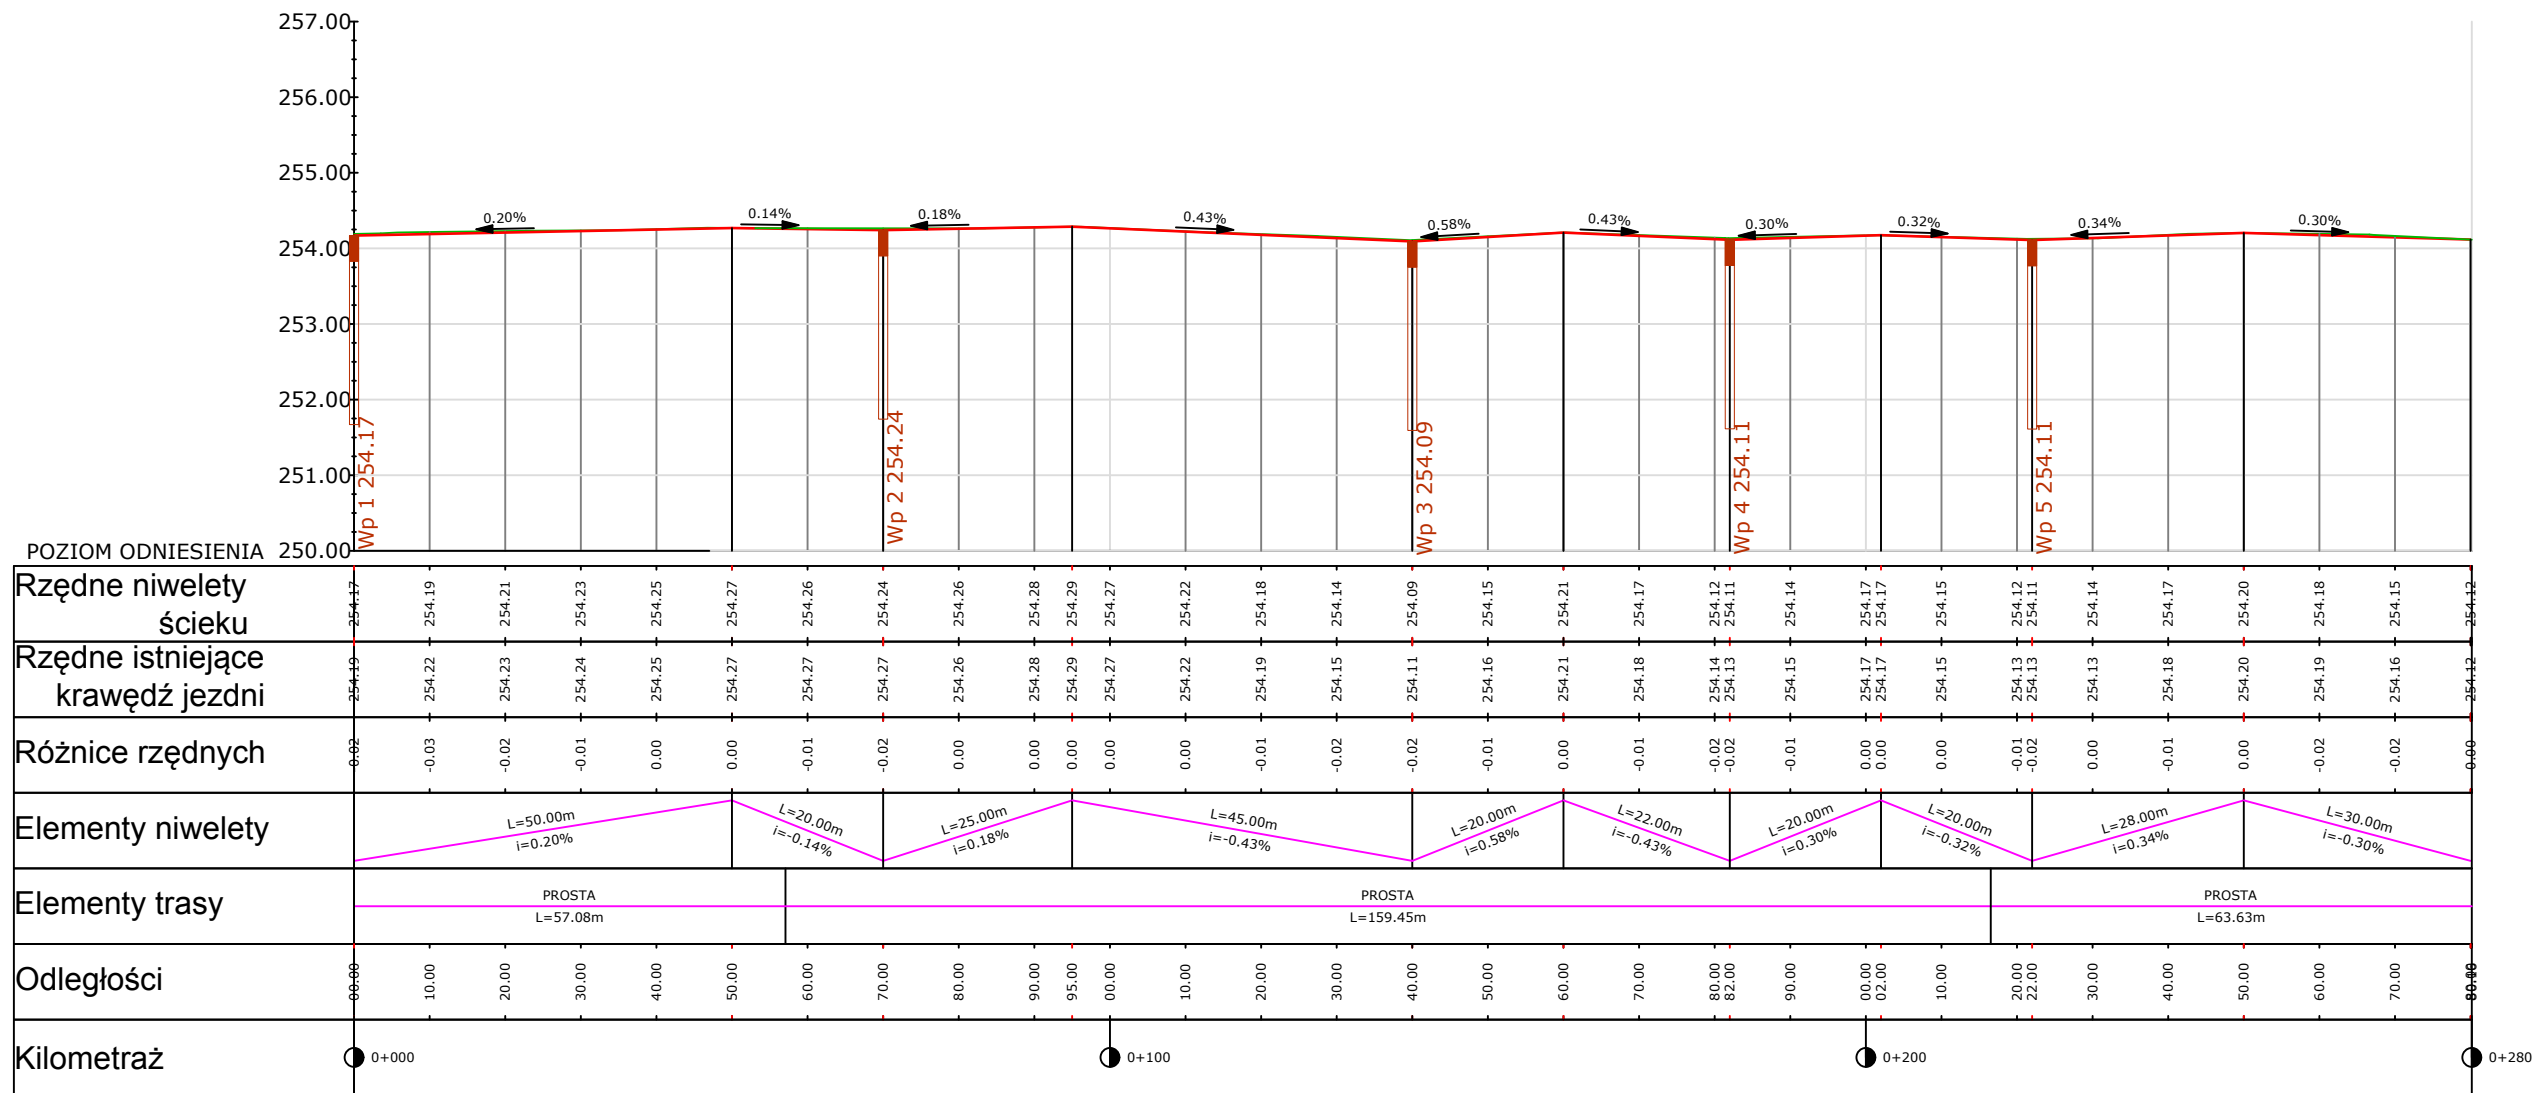 257.00
256.00
255.00
254.00
253.00
252.00
251.00
250.00
POZIOM ODNIESIENIA
0.20%
0.14%
0.18%
0.43%
0.58%
0.43%
0.30%
0.32%
0.34%
0.30%
Wp 1 254.17
Wp 2 254.24
Wp 3 254.09
Wp 4 254.11
Wp 5 254.11
Rzędne niwelety
ścieku
254.17 254.19 254.21 254.23 254.25 254.27 254.26 254.24 254.26 254.28 254.29 254.27 254.22 254.18 254.14 254.09 254.15 254.21 254.17 254.12 254.11 254.14 254.17 254.17 254.15 254.12 254.11 254.14 254.17 254.20 254.18 254.15 254.12
Rzędne istniejące
krawędź jezdni
254.19 254.22 254.23 254.24 254.25 254.27 254.27 254.27 254.26 254.28 254.29 254.27 254.22 254.19 254.15 254.11 254.16 254.21 254.18 254.14 254.13 254.15 254.17 254.17 254.15 254.13 254.13 254.13 254.18 254.20 254.19 254.16 254.12
Różnice rzędnych
-0.02 -0.03 -0.02 -0.01 0.00 0.00 -0.01 -0.02 0.00 0.00 0.00 0.00 0.00 -0.01 -0.02 -0.02 -0.01 0.00 -0.01 -0.02 -0.02 -0.01 0.00 0.00 0.00 -0.01 -0.02 0.00 -0.01 0.00 -0.02 -0.02 0.00
Elementy niwelety
L=50.00m
i=0.20%
L=20.00m
i=-0.14%
L=25.00m
i=0.18%
L=45.00m
i=-0.43%
L=20.00m
i=0.58%
L=22.00m
i=-0.43%
L=20.00m
i=0.30%
L=20.00m
i=-0.32%
L=28.00m
i=0.34%
L=30.00m
i=-0.30%
Elementy trasy
PROSTA
L=57.08m
PROSTA
L=159.45m
PROSTA
L=63.63m
Odległości
00.00 10.00 20.00 30.00 40.00 50.00 60.00 70.00 80.00 90.00 95.00 00.00 10.00 20.00 30.00 40.00 50.00 60.00 70.00 80.00 82.00 90.00 00.00 02.00 10.00 20.00 22.00 30.00 40.00 50.00 60.00 70.00
Kilometraż
0+000
0+100
0+200
0+280